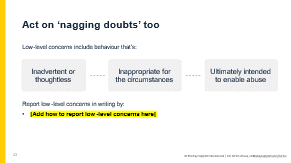 Act on ‘nagging doubts’ too
Low-level concerns include behaviour that’s:
Inadvertent or
thoughtless
Inappropriate for
the circumstances
Ultimately intended
to enable abuse
Report low-level concerns in writing by:
• [Add how to report low-level concerns here]